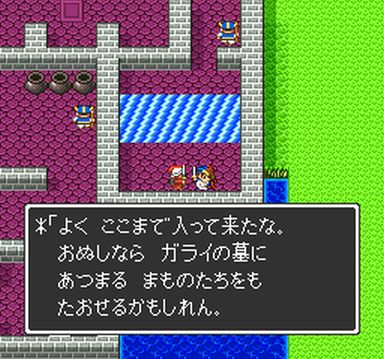 ＊「よく ここまで入って来たな。
おぬしなら ガライの墓に
あつまる まものたちをも
たおせるかもしれん。